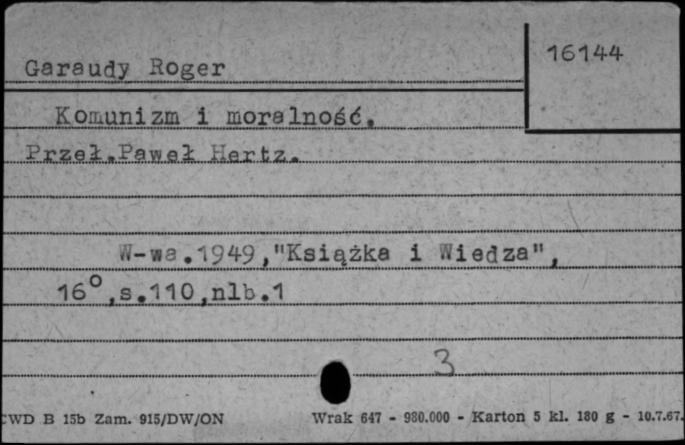 16144
Garaudy Roger
Komunizm i moralność.
Przeł.Paweł Hertz.
W-wa.1949,"Książka i Wiedza",
16°,s.110,nlb.1
3
CWD B 15b Zam. 915/DW/ON Wrak 647 - 980.000 - Karton 5 kl. 180 g - 10.7.67.